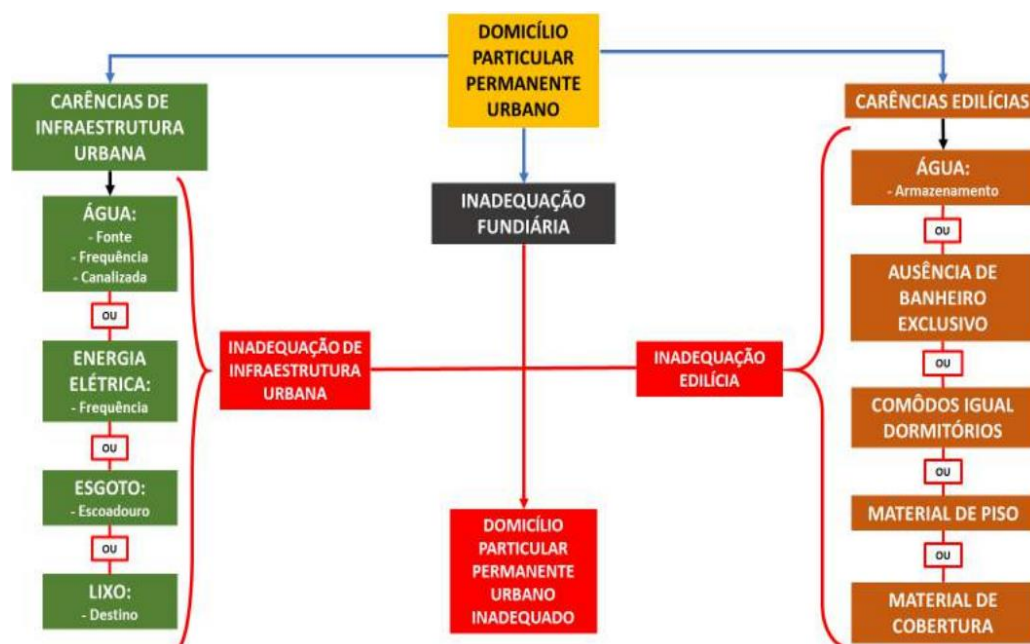 DOMICÍLIO
PARTICULAR
PERMANENTE
URBANO
CARÊNCIAS DE
INFRAESTRUTURA
URBANA
ÁGUA:
- Fonte
- Frequência
- Canalizada
OU
ENERGIA
ELÉTRICA:
- Frequência
OU
ESGOTO:
- Escoadouro
OU
LIXO:
- Destino
INADEQUAÇÃO DE
INFRAESTRUTURA
URBANA
INADEQUAÇÃO
FUNDIÁRIA
DOMICÍLIO
PARTICULAR
PERMANENTE
URBANO
INADEQUADO
INADEQUAÇÃO
EDILÍCIA
CARÊNCIAS EDILÍCIAS
ÁGUA:
- Armazenamento
OU
AUSÊNCIA DE
BANHEIRO
EXCLUSIVO
OU
COMÔDOS IGUAL
DORMITÓRIOS
OU
MATERIAL DE PISO
OU
MATERIAL DE
COBERTURA